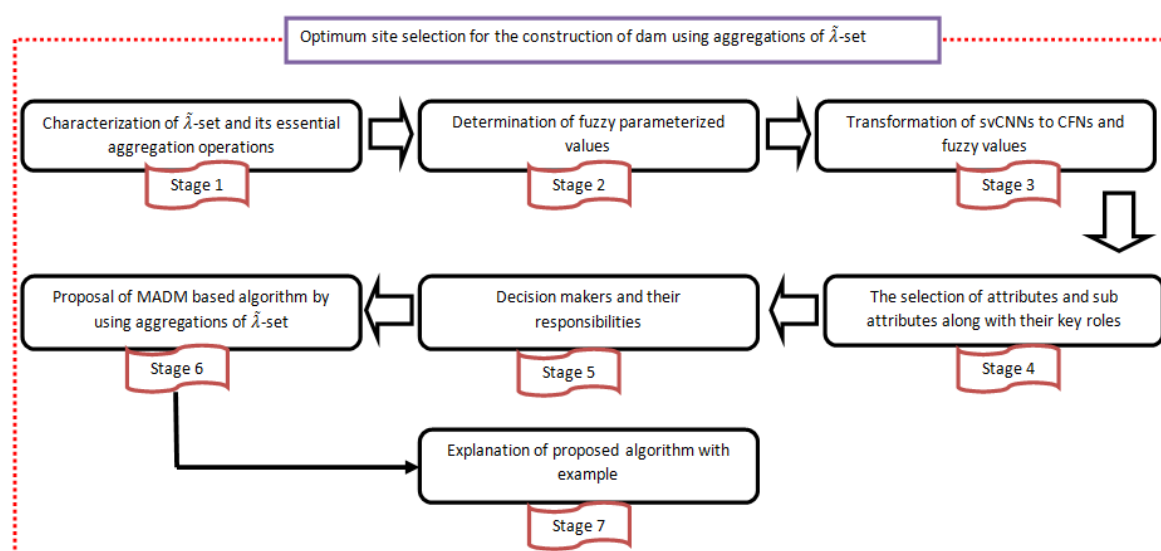 Optimum site selection for the construction of dam using aggregations of λ̃-set
Characterization of λ̃-set and its essential
aggregation operations
Stage 1
Determination of fuzzy parameterized
values
Stage 2
Transformation of svCNNs to CFNs and
fuzzy values
Stage 3
The selection of attributes and sub
attributes along with their key roles
Stage 4
Decision makers and their
responsibilities
Stage 5
Proposal of MADM based algorithm by
using aggregations of λ̃-set
Stage 6
Explanation of proposed algorithm with
example
Stage 7